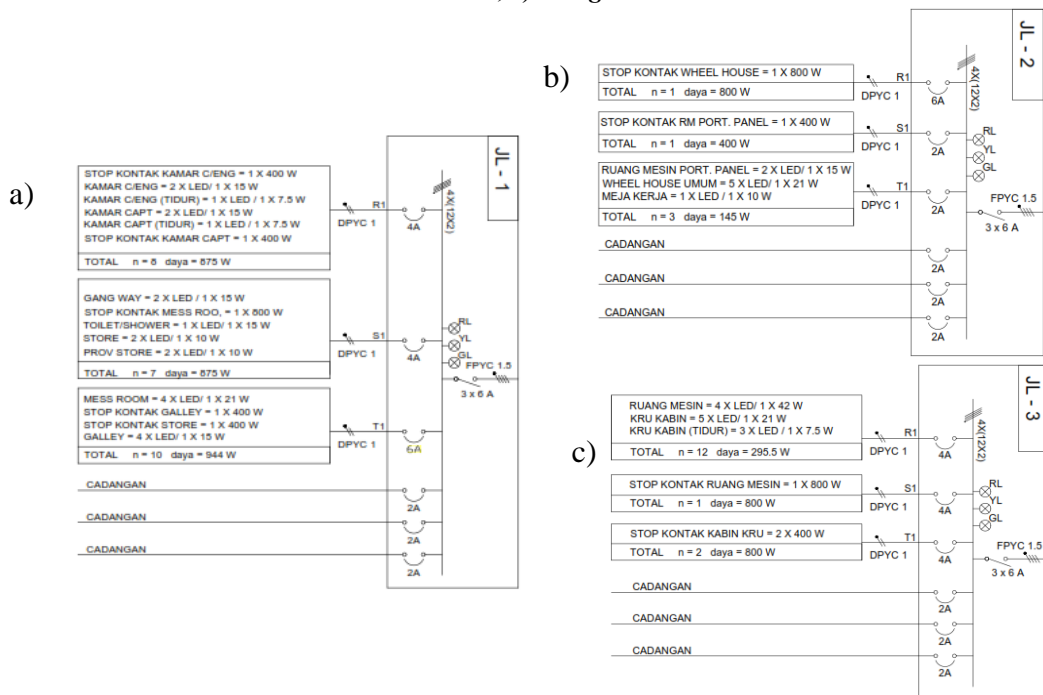 a)
JL - 1
STOP KONTAK KAMAR C/ENG = 1 X 400 W
KAMAR C/ENG = 2 X LED/ 1 X 15 W
KAMAR C/ENG (TIDUR) = 1 X LED / 1 X 7.5 W
KAMAR CAPT = 2 X LED/ 1 X 15 W
KAMAR CAPT (TIDUR) = 1 X LED/ 1 X 7.5 W
STOP KONTAK KAMAR CAPT = 1 X 400 W
TOTAL n = 8 daya = 875 W
R1
DPYC 1
4A
4X(12X2)
GANG WAY = 2 X LED / 1 X 15 W
STOP KONTAK MESS ROO, = 1 X 800 W
TOILET/SHOWER = 1 X LED/ 1 X 15 W
STORE = 2 X LED/ 1 X 10 W
PROV STORE = 2 X LED/ 1 X 10 W
TOTAL n = 7 daya = 875 W
S1
DPYC 1
4A
RL
YL
GL
FPYC 1.5
3 x 6 A
MESS ROOM = 4 X LED/ 1 X 21 W
STOP KONTAK GALLEY = 1 X 400 W
STOP KONTAK STORE = 1 X 400 W
GALLEY = 4 X LED/ 1 X 15 W
TOTAL n = 10 daya = 944 W
T1
DPYC 1
6A
CADANGAN
2A
CADANGAN
2A
CADANGAN
2A
b)
JL - 2
STOP KONTAK WHEEL HOUSE = 1 X 800 W
TOTAL n = 1 daya = 800 W
R1
DPYC 1
6A
4X(12X2)
STOP KONTAK RM PORT. PANEL = 1 X 400 W
TOTAL n = 1 daya = 400 W
S1
DPYC 1
2A
RL
YL
GL
RUANG MESIN PORT. PANEL = 2 X LED/ 1 X 15 W
WHEEL HOUSE UMUM = 5 X LED/ 1 X 21 W
MEJA KERJA = 1 X LED / 1 X 10 W
TOTAL n = 3 daya = 145 W
T1
DPYC 1
2A
FPYC 1.5
3 x 6 A
CADANGAN
2A
CADANGAN
2A
CADANGAN
2A
c)
JL - 3
RUANG MESIN = 4 X LED/ 1 X 42 W
KRU KABIN = 5 X LED/ 1 X 21 W
KRU KABIN (TIDUR) = 3 X LED / 1 X 7.5 W
TOTAL n = 12 daya = 295.5 W
R1
DPYC 1
4A
4X(12X2)
STOP KONTAK RUANG MESIN = 1 X 800 W
TOTAL n = 1 daya = 800 W
S1
DPYC 1
4A
RL
YL
GL
STOP KONTAK KABIN KRU = 2 X 400 W
TOTAL n = 2 daya = 800 W
T1
DPYC 1
4A
FPYC 1.5
3 x 6 A
CADANGAN
2A
CADANGAN
2A
CADANGAN
2A